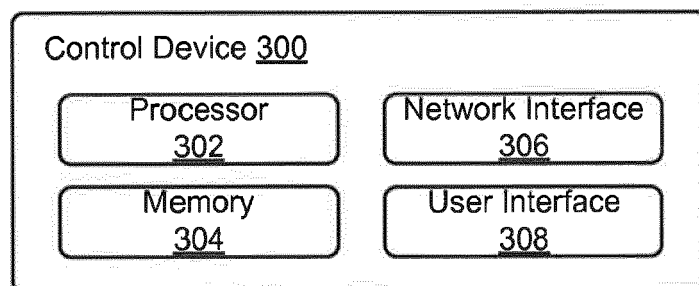 Control Device 300
Processor
302
Network Interface
306
Memory
304
User Interface
308